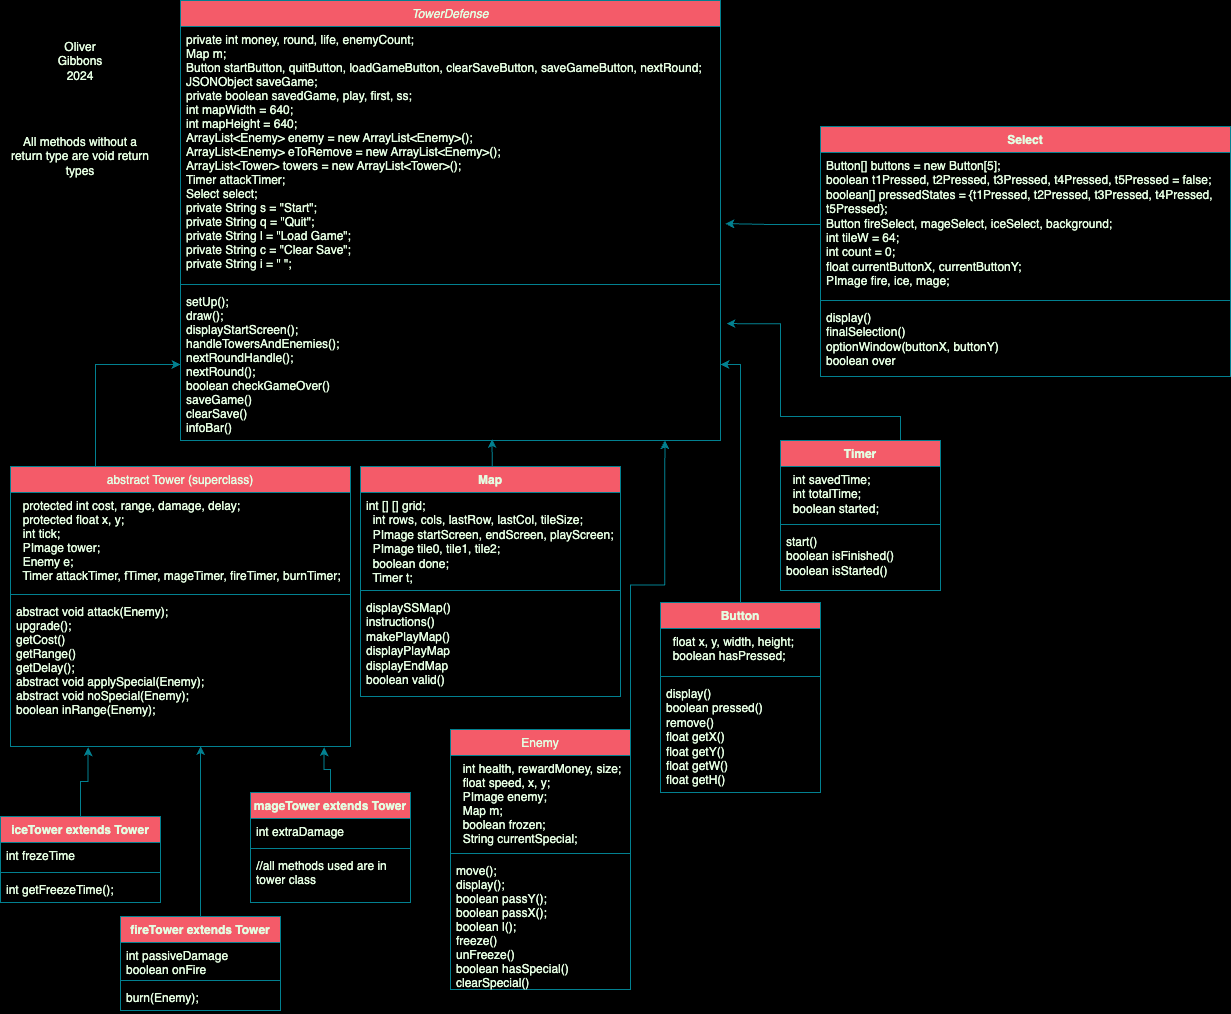 TowerDefense
Oliver
Gibbons
2024
All methods without a
return type are void return
types
private int money, round, life, enemyCount;
Map m;
Button startButton, quitButton, loadGameButton, clearSaveButton, saveGameButton, nextRound;
JSONObject saveGame;
private boolean savedGame, play, first, ss;
int mapWidth = 640;
int mapHeight = 640;
ArrayList<Enemy> enemy = new ArrayList<Enemy>();
ArrayList<Enemy> eToRemove = new ArrayList<Enemy>();
ArrayList<Tower> towers = new ArrayList<Tower>();
Timer attackTimer;
Select select;
private String s = "Start";
private String q = "Quit";
private String l = "Load Game";
private String c = "Clear Save";
private String i = " ";
setUp();
draw();
displayStartScreen();
handleTowersAndEnemies();
nextRoundHandle();
nextRound();
boolean checkGameOver()
saveGame()
clearSave()
infoBar()
Select
Button[] buttons = new Button[5];
boolean t1Pressed, t2Pressed, t3Pressed, t4Pressed, t5Pressed = false;
boolean[] pressedStates = {t1Pressed, t2Pressed, t3Pressed, t4Pressed,
t5Pressed};
Button fireSelect, mageSelect, iceSelect, background;
int tileW = 64;
int count = 0;
float currentButtonX, currentButtonY;
PImage fire, ice, mage;
display()
finalSelection()
optionWindow(buttonX, buttonY)
boolean over
abstract Tower (superclass)
protected int cost, range, damage, delay;
protected float x, y;
int tick;
PImage tower;
Enemy e;
Timer attackTimer, fTimer, mageTimer, fireTimer, burnTimer;
abstract void attack(Enemy);
upgrade();
getCost()
getRange()
getDelay();
abstract void applySpecial(Enemy);
abstract void noSpecial(Enemy);
boolean inRange(Enemy);
Map
int [] [] grid;
int rows, cols, lastRow, lastCol, tileSize;
PImage startScreen, endScreen, playScreen;
PImage tile0, tile1, tile2;
boolean done;
Timer t;
displaySSMap()
instructions()
makePlayMap()
displayPlayMap
displayEndMap
boolean valid()
Timer
int savedTime;
int totalTime;
boolean started;
start()
boolean isFinished()
boolean isStarted()
Button
float x, y, width, height;
boolean hasPressed;
display()
boolean pressed()
remove()
float getX()
float getY()
float getW()
float getH()
Enemy
int health, rewardMoney, size;
float speed, x, y;
PImage enemy;
Map m;
boolean frozen;
String currentSpecial;
move();
display();
boolean passY();
boolean passX();
boolean l();
freeze()
unFreeze()
boolean hasSpecial()
clearSpecial()
mageTower extends Tower
int extraDamage
//all methods used are in
tower class
iceTower extends Tower
int frezeTime
int getFreezeTime();
fireTower extends Tower
int passiveDamage
boolean onFire
burn(Enemy);